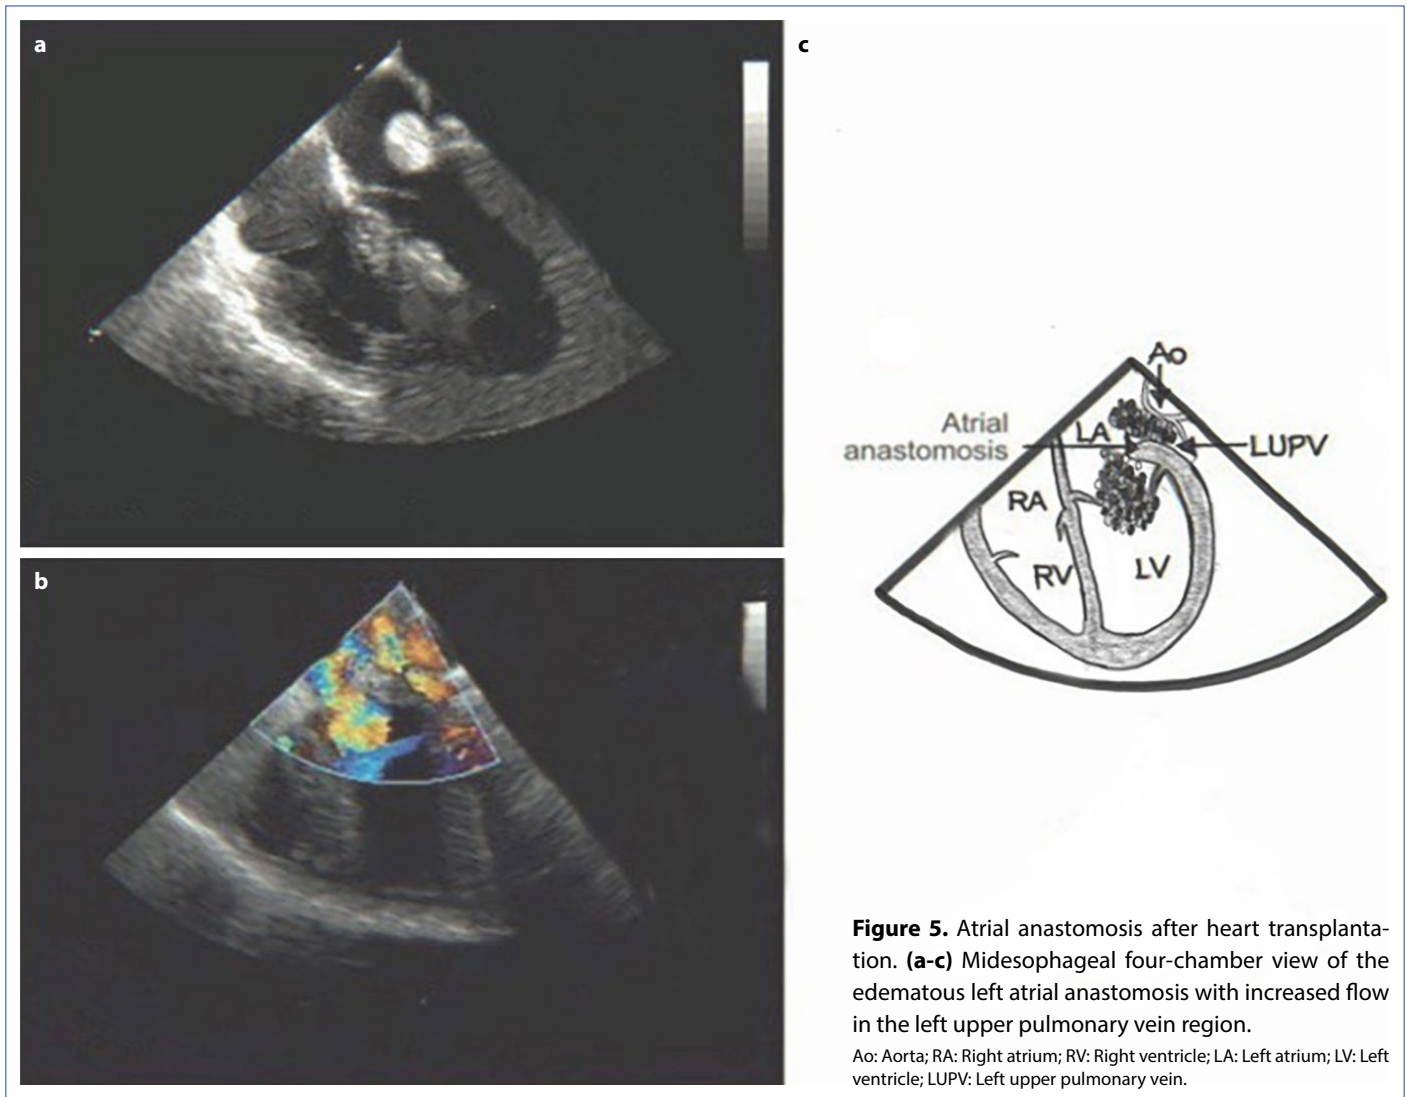 a
c
b
Ao
Atrial
anastomosis
LA
LUPV
RA
RV
LV
Figure 5. Atrial anastomosis after heart transplanta-
tion. (a-c) Midesophageal four-chamber view of the
edematous left atrial anastomosis with increased flow
in the left upper pulmonary vein region.
Ao: Aorta; RA: Right atrium; RV: Right ventricle; LA: Left atrium; LV: Left
ventricle; LUPV: Left upper pulmonary vein.